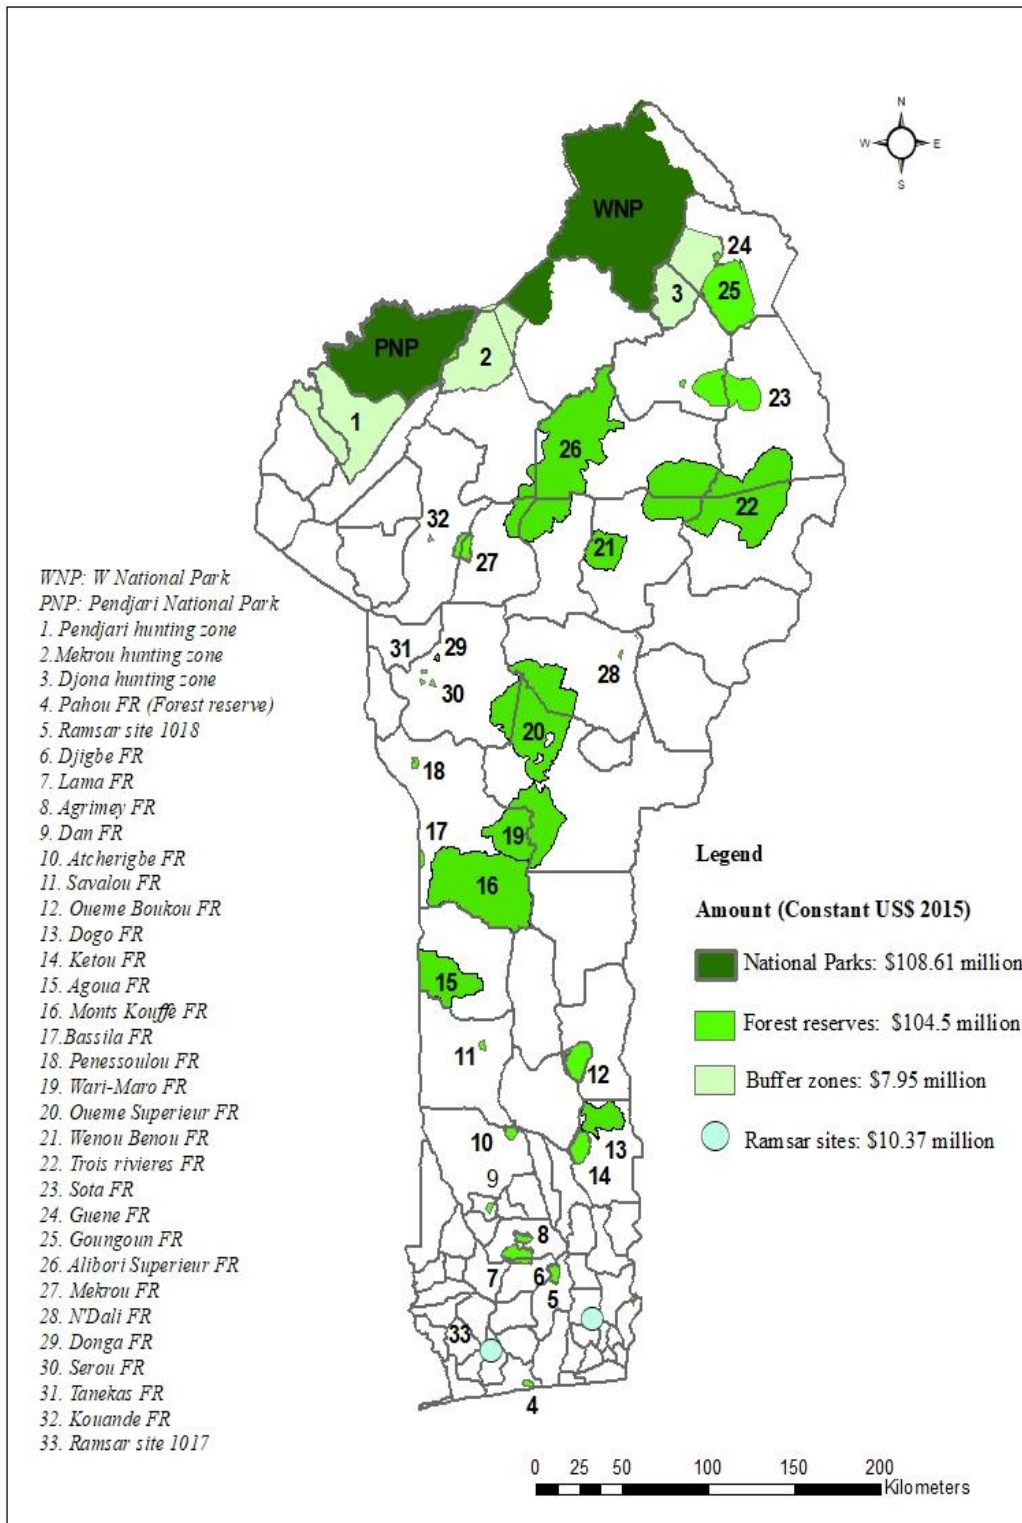 N
W E
S
WNP
24
3
25
PNP
2
23
1
26
22
32
21
27
WNP: W National Park
PNP: Pendjari National Park
1. Pendjari hunting zone
2.Mekrou hunting zone
3. Djona hunting zone
4. Pahou FR (Forest reserve)
5. Ramsar site 1018
6. Djigbe FR
7. Lama FR
8. Agrimey FR
9. Dan FR
10. Atcherigbe FR
11. Savalou FR
12. Oueme Boukou FR
13. Dogo FR
14. Ketou FR
15. Agoua FR
16. Monts Kouffe FR
17.Bassila FR
18. Penessoulou FR
19. Wari-Maro FR
20. Oueme Superieur FR
21. Wenou Benou FR
22. Trois rivieres FR
23. Sota FR
24. Guene FR
25. Goungoun FR
26. Alibori Superieur FR
27. Mekrou FR
28. N'Dali FR
29. Donga FR
30. Serou FR
31. Tanekas FR
32. Kouande FR
33. Ramsar site 1017
31
29
28
30
20
18
17
19
16
15
11
12
10
13
9
14
8
7
6
5
33
4
Legend
Amount (Constant US$ 2015)
National Parks: $108.61 million
Forest reserves: $104.5 million
Buffer zones: $7.95 million
Ramsar sites: $10.37 million
0 25 50 100 150 200
Kilometers